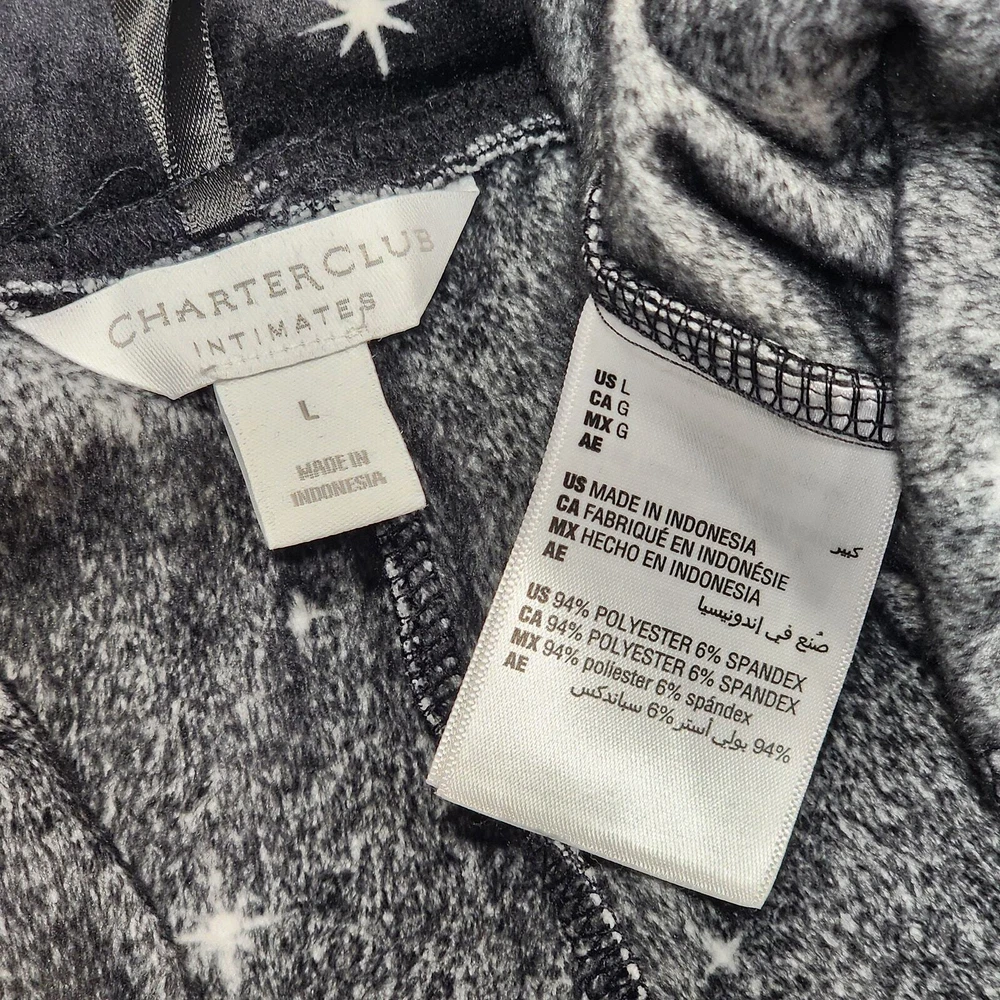 CHARTER CLUB
INTIMATES
L
MADE IN
INDONESIA
US L
CA G
MX G
AE
كبير
US MADE IN INDONESIA
CA FABRIQUÉ EN INDONÉSIE
MX HECHO EN INDONESIA
AE
صُنع في إندونيسيا
US 94% POLYESTER 6% SPANDEX
CA 94% POLYESTER 6% SPANDEX
MX 94% poliester 6% spándex
AE
94% بولي أستر 6% سباندكس